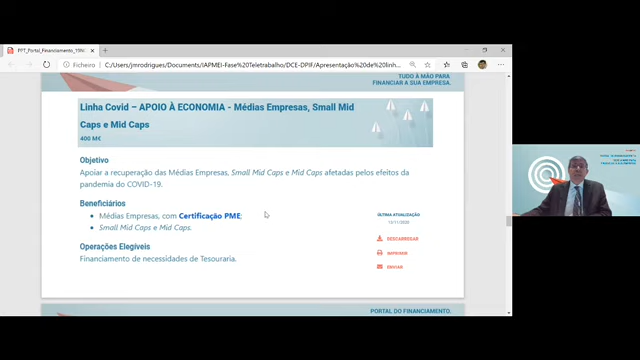 PPT_Portal_Financiamento_15N
Ficheiro
C:/Users/jmrodrigues/Documents/IAPMEI-Fase%20Teletrabalho/DCE-DPIF/Apresentação%20de%20linh...
TUDO À MÃO PARA
FINANCIAR A SUA EMPRESA.
Linha Covid – APOIO À ECONOMIA - Médias Empresas, Small Mid
Caps e Mid Caps
400 M€
Objetivo
Apoiar a recuperação das Médias Empresas, Small Mid Caps e Mid Caps afetadas pelos efeitos da
pandemia do COVID-19.
Beneficiários
Médias Empresas, com Certificação PME;
Small Mid Caps e Mid Caps.
ÚLTIMA ATUALIZAÇÃO
13/11/2020
DESCARREGAR
Operações Elegíveis
IMPRIMIR
Financiamento de necessidades de Tesouraria.
ENVIAR
PORTAL DO FINANCIAMENTO.